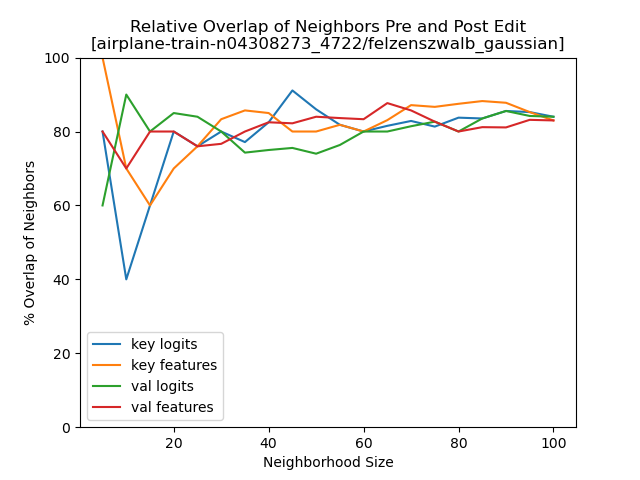 Relative Overlap of Neighbors Pre and Post Edit
[airplane-train-n04308273_4722/felzenszwalb_gaussian]
100
80
60
40
20
0
% Overlap of Neighbors
key logits
key features
val logits
val features
20 40 60 80 100
Neighborhood Size